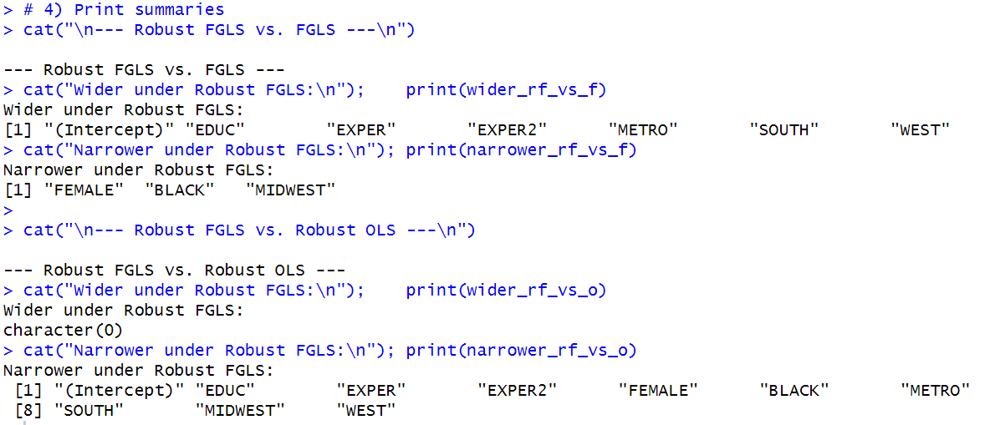 > # 4) Print summaries
> cat("\n--- Robust FGLS vs. FGLS ---\n")

--- Robust FGLS vs. FGLS ---
> cat("Wider under Robust FGLS:\n");    print(wider_rf_vs_f)
Wider under Robust FGLS:
[1] "(Intercept)" "EDUC"        "EXPER"       "EXPER2"      "METRO"       "SOUTH"       "WEST"
> cat("Narrower under Robust FGLS:\n"); print(narrower_rf_vs_f)
Narrower under Robust FGLS:
[1] "FEMALE"  "BLACK"   "MIDWEST"
>
> cat("\n--- Robust FGLS vs. Robust OLS ---\n")

--- Robust FGLS vs. Robust OLS ---
> cat("Wider under Robust FGLS:\n");    print(wider_rf_vs_o)
Wider under Robust FGLS:
character(0)
> cat("Narrower under Robust FGLS:\n"); print(narrower_rf_vs_o)
Narrower under Robust FGLS:
 [1] "(Intercept)" "EDUC"        "EXPER"       "EXPER2"      "FEMALE"      "BLACK"       "METRO"
 [8] "SOUTH"       "MIDWEST"     "WEST"